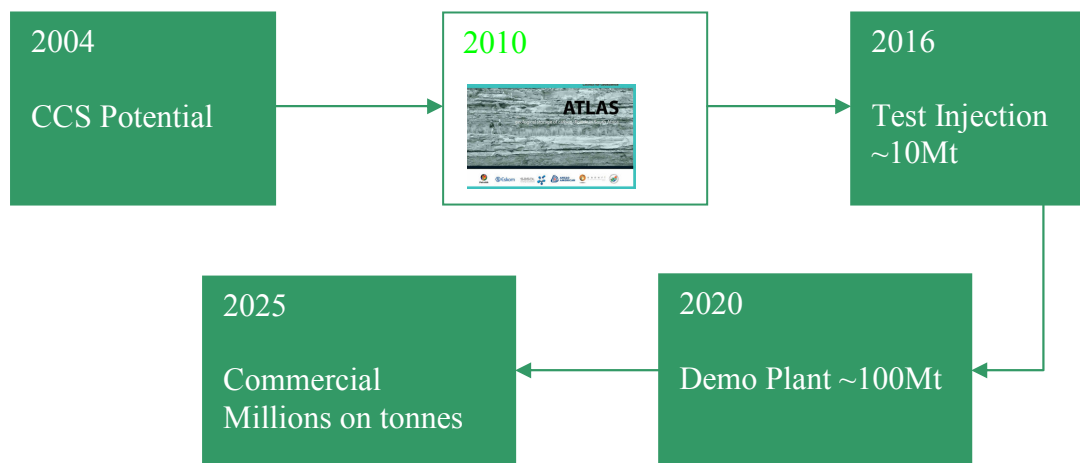 2004
CCS Potential
2010
ATLAS
2016
Test Injection
~10Mt
2020
Demo Plant ~100Mt
2025
Commercial
Millions on tonnes